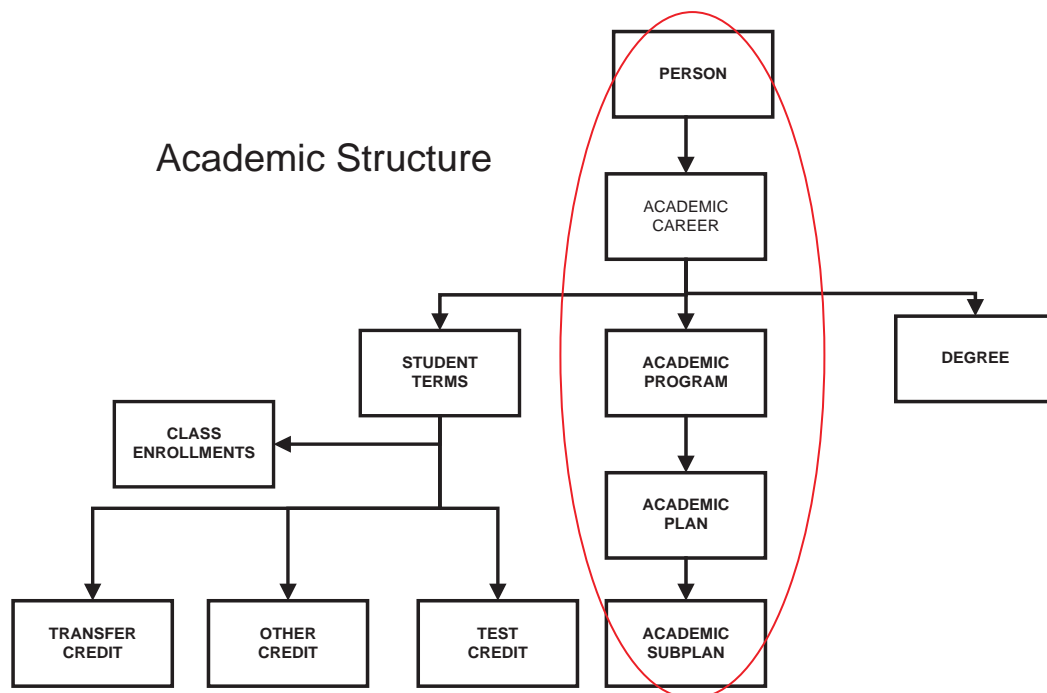 PERSON
Academic Structure
ACADEMIC
CAREER
STUDENT
TERMS
ACADEMIC
PROGRAM
DEGREE
CLASS
ENROLLMENTS
ACADEMIC
PLAN
TRANSFER
CREDIT
OTHER
CREDIT
TEST
CREDIT
ACADEMIC
SUBPLAN